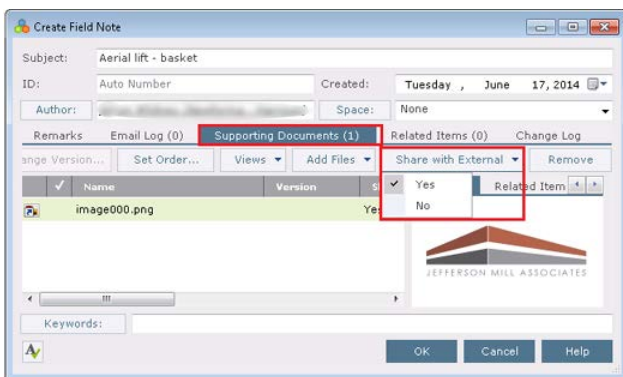 Create Field Note
Subject: Aerial lift - basket
ID: Auto Number Created: Tuesday , June 17, 2014
Author: Space: None
Remarks Email Log (0) Supporting Documents (1) Related Items (0) Change Log
ange Version... Set Order... Views Add Files Share with External Remove
Name Version S Related Item
Yes
No
image000.png Yes
JEFFERSON MILL ASSOCIATES
Keywords:
OK Cancel Help